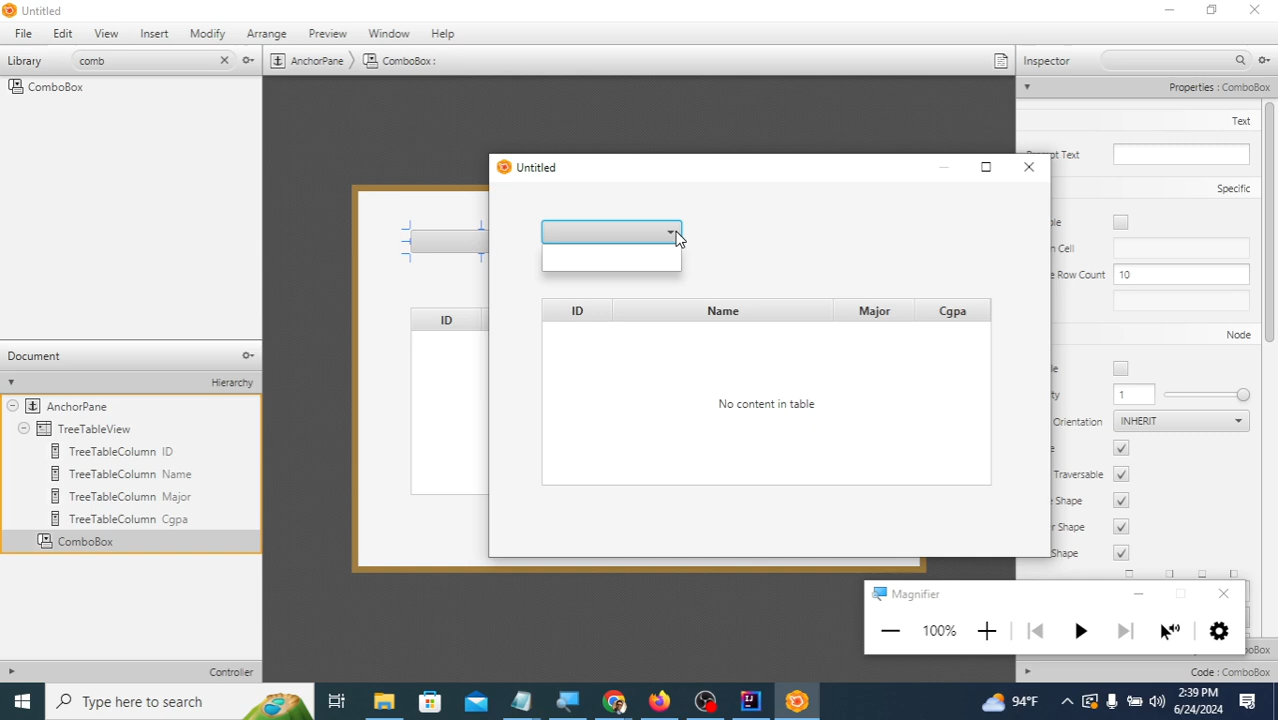 Untitled
File Edit View Insert Modify Arrange Preview Window Help
Library comb AnchorPane ComboBox : Inspector
ComboBox
Properties : ComboBox
Text
pt Text
Untitled
Specific
n Cell
e Row Count 10
ID Name Major Cgpa
ID
Node
No content in table
1
Orientation INHERIT
Traversable
e Shape
r Shape
Shape
Document
Hierarchy
AnchorPane
TreeTableView
TreeTableColumn ID
TreeTableColumn Name
TreeTableColumn Major
TreeTableColumn Cgpa
ComboBox
Magnifier
100%
Controller
Code : ComboBox
Type here to search
94°F
2:39 PM
6/24/2024